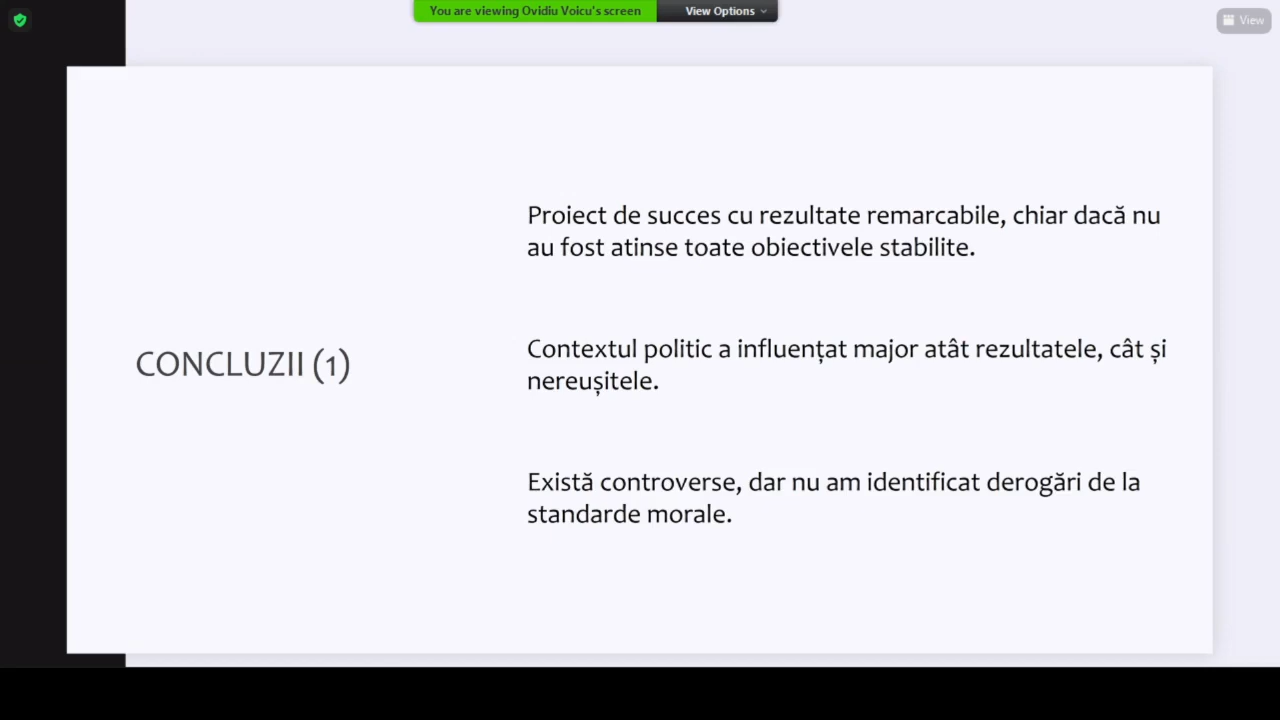 You are viewing Ovidiu Voicu's screen
View Options
View
Proiect de succes cu rezultate remarcabile, chiar dacă nu
au fost atinse toate obiectivele stabilite.
CONCLUZII (1)
Contextul politic a influențat major atât rezultatele, cât și
nereușitele.
Există controverse, dar nu am identificat derogări de la
standarde morale.